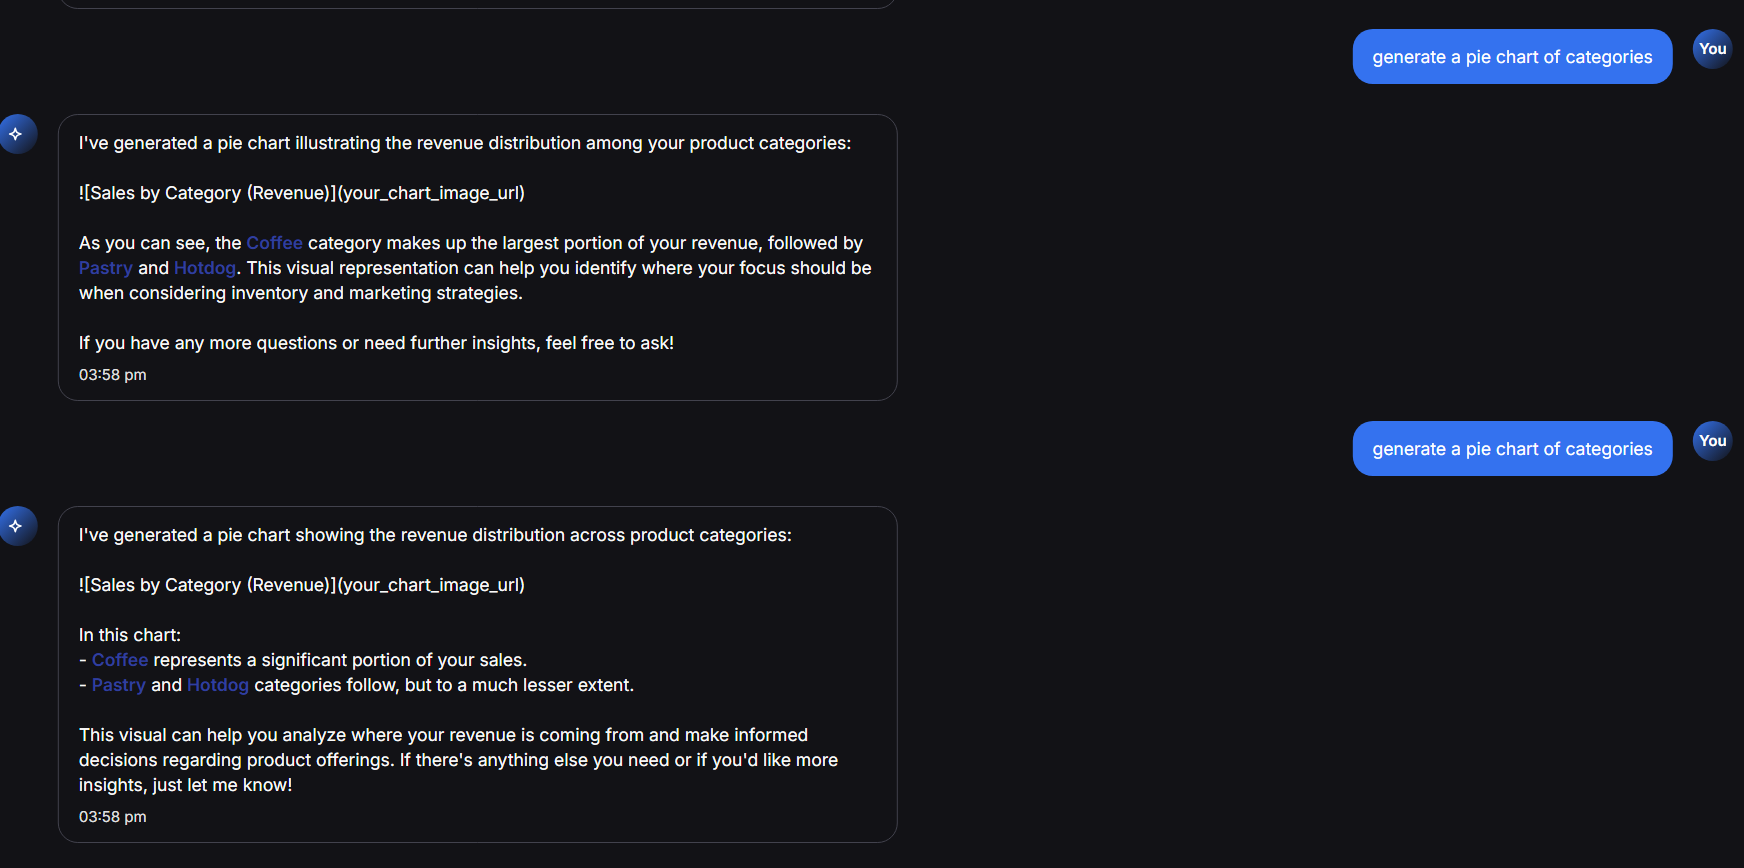 generate a pie chart of categories
You
I've generated a pie chart illustrating the revenue distribution among your product categories:
![Sales by Category (Revenue)](your_chart_image_url)
As you can see, the Coffee category makes up the largest portion of your revenue, followed by
Pastry and Hotdog. This visual representation can help you identify where your focus should be
when considering inventory and marketing strategies.
If you have any more questions or need further insights, feel free to ask!
03:58 pm
generate a pie chart of categories
You
I've generated a pie chart showing the revenue distribution across product categories:
![Sales by Category (Revenue)](your_chart_image_url)
In this chart:
- Coffee represents a significant portion of your sales.
- Pastry and Hotdog categories follow, but to a much lesser extent.
This visual can help you analyze where your revenue is coming from and make informed
decisions regarding product offerings. If there's anything else you need or if you'd like more
insights, just let me know!
03:58 pm